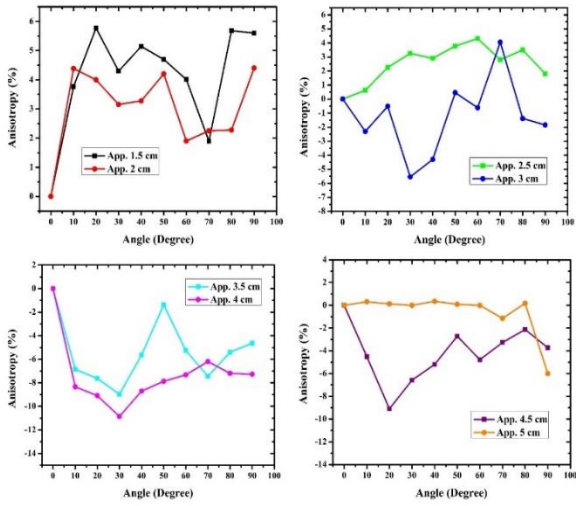 Anisotropy (%)
6
5
4
3
2
1
0
App. 1.5 cm
App. 2 cm
0 10 20 30 40 50 60 70 80 90 100
Angle (Degree)
Anisotropy (%)
6
5
4
3
2
1
0
-1
-2
-3
-4
-5
-6
-7
-8
App. 2.5 cm
App. 3 cm
0 10 20 30 40 50 60 70 80 90 100
Angle (Degree)
Anisotropy (%)
2
0
-2
-4
-6
-8
-10
-12
-14
App. 3.5 cm
App. 4 cm
0 10 20 30 40 50 60 70 80 90 100
Angle (Degree)
Anisotropy (%)
4
2
0
-2
-4
-6
-8
-10
-12
-14
App. 4.5 cm
App. 5 cm
0 10 20 30 40 50 60 70 80 90 100
Angle (Degree)